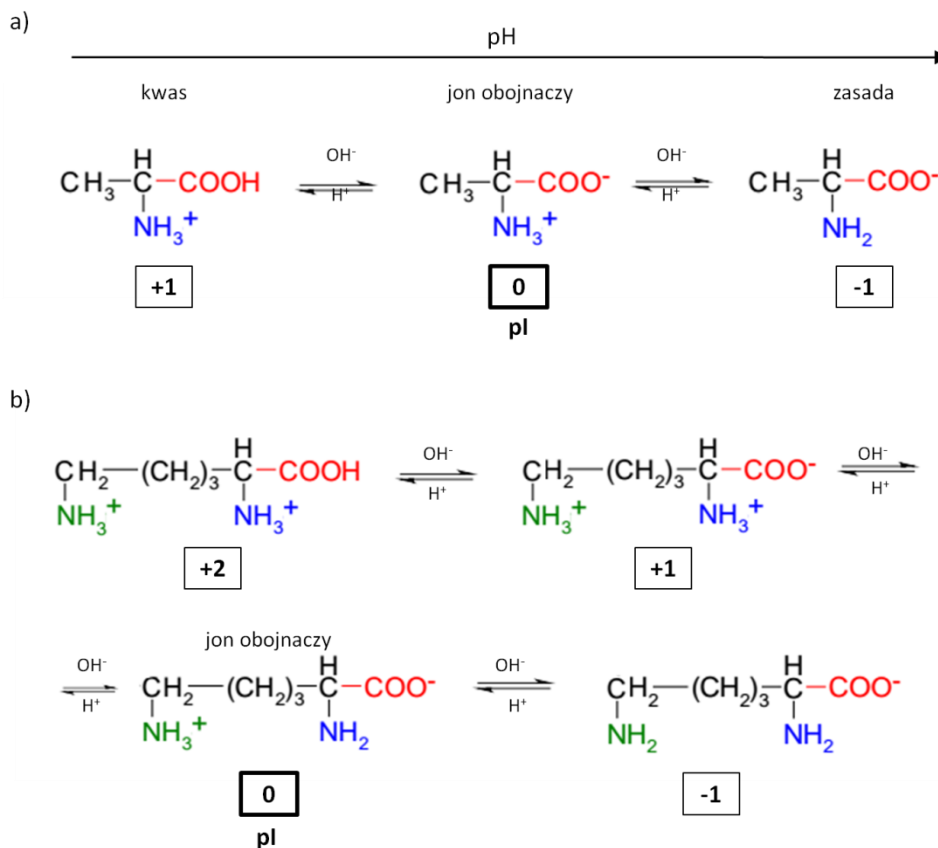 a)
pH
kwas jon obojnaczy zasada
H H H
CH₃—C—COOH OH⁻ CH₃—C—COO⁻ OH⁻ CH₃—C—COO⁻
H⁺ H⁺
NH₃⁺ NH₃⁺ NH₂
+1 0 -1
pI
b)
H H
CH₂—(CH₂)₃—C—COOH OH⁻ CH₂—(CH₂)₃—C—COO⁻ OH⁻
H⁺ H⁺
NH₃⁺ NH₃⁺ NH₃⁺ NH₃⁺
+2 +1
jon obojnaczy
H H
OH⁻ CH₂—(CH₂)₃—C—COO⁻ OH⁻ CH₂—(CH₂)₃—C—COO⁻
H⁺ H⁺
NH₃⁺ NH₂ NH₂ NH₂
0 -1
pI